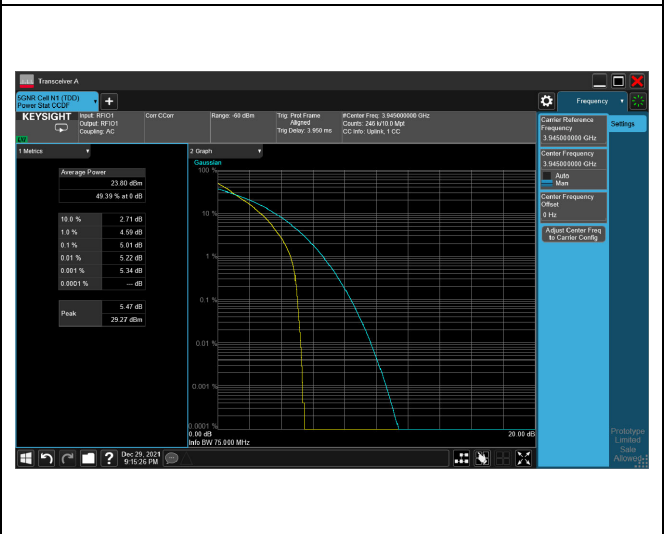 Transceiver A
5GNR Cell N1 (TDD)
Power Stat CCDF
Frequency
KEYSIGHT
Input: RFIO1
Output: RFIO1
Coupling: AC
Corr CCorr
Range: -60 dBm
Trig: Prot Frame
Aligned
Trig Delay: 3.950 ms
#Center Freq: 3.945000000 GHz
Counts: 246 k/10.0 Mpt
CC Info: Uplink, 1 CC
1 Metrics
Average Power
23.80 dBm
49.39 % at 0 dB
10.0 % 2.71 dB
1.0 % 4.59 dB
0.1 % 5.01 dB
0.01 % 5.22 dB
0.001 % 5.34 dB
0.0001 % --- dB
Peak
5.47 dB
29.27 dBm
2 Graph
Gaussian
100 %
10 %
1 %
0.1 %
0.01 %
0.001 %
0.0001 %
0.00 dB
20.00 dB
Info BW 75.000 MHz
Carrier Reference
Frequency
3.945000000 GHz
Center Frequency
3.945000000 GHz
Auto
Man
Center Frequency
Offset
0 Hz
Adjust Center Freq
to Carrier Config
Settings
Prototype
Limited
Sale
Allowed
Dec 29, 2021
9:15:26 PM